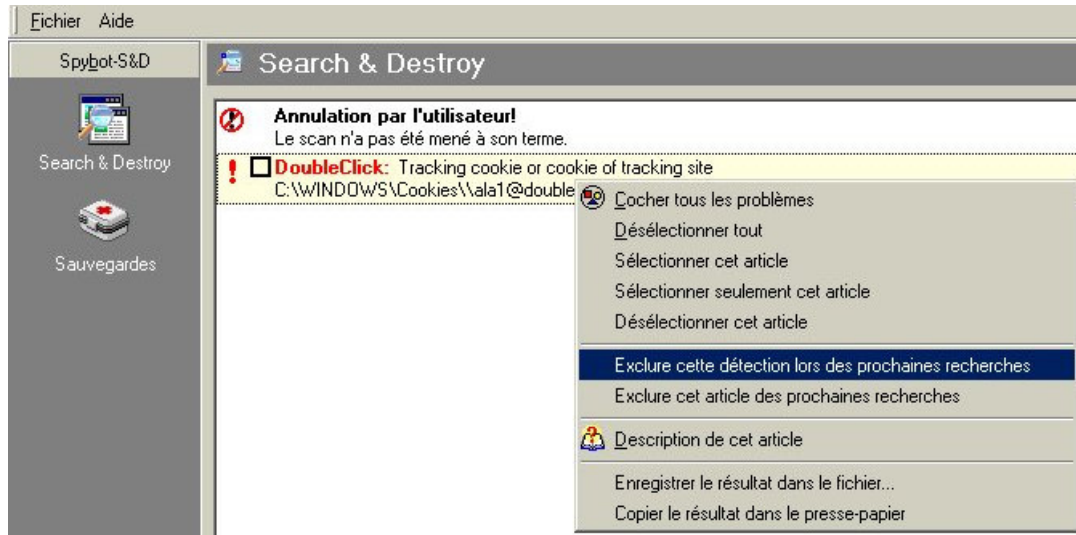 Fichier Aide
Spybot-S&D
Search & Destroy
Search & Destroy
Sauvegardes
Annulation par l'utilisateur!
Le scan n'a pas été mené à son terme.
DoubleClick: Tracking cookie or cookie of tracking site
C:\WINDOWS\Cookies\\ala1@double
Cocher tous les problèmes
Désélectionner tout
Sélectionner cet article
Sélectionner seulement cet article
Désélectionner cet article
Exclure cette détection lors des prochaines recherches
Exclure cet article des prochaines recherches
Description de cet article
Enregistrer le résultat dans le fichier...
Copier le résultat dans le presse-papier